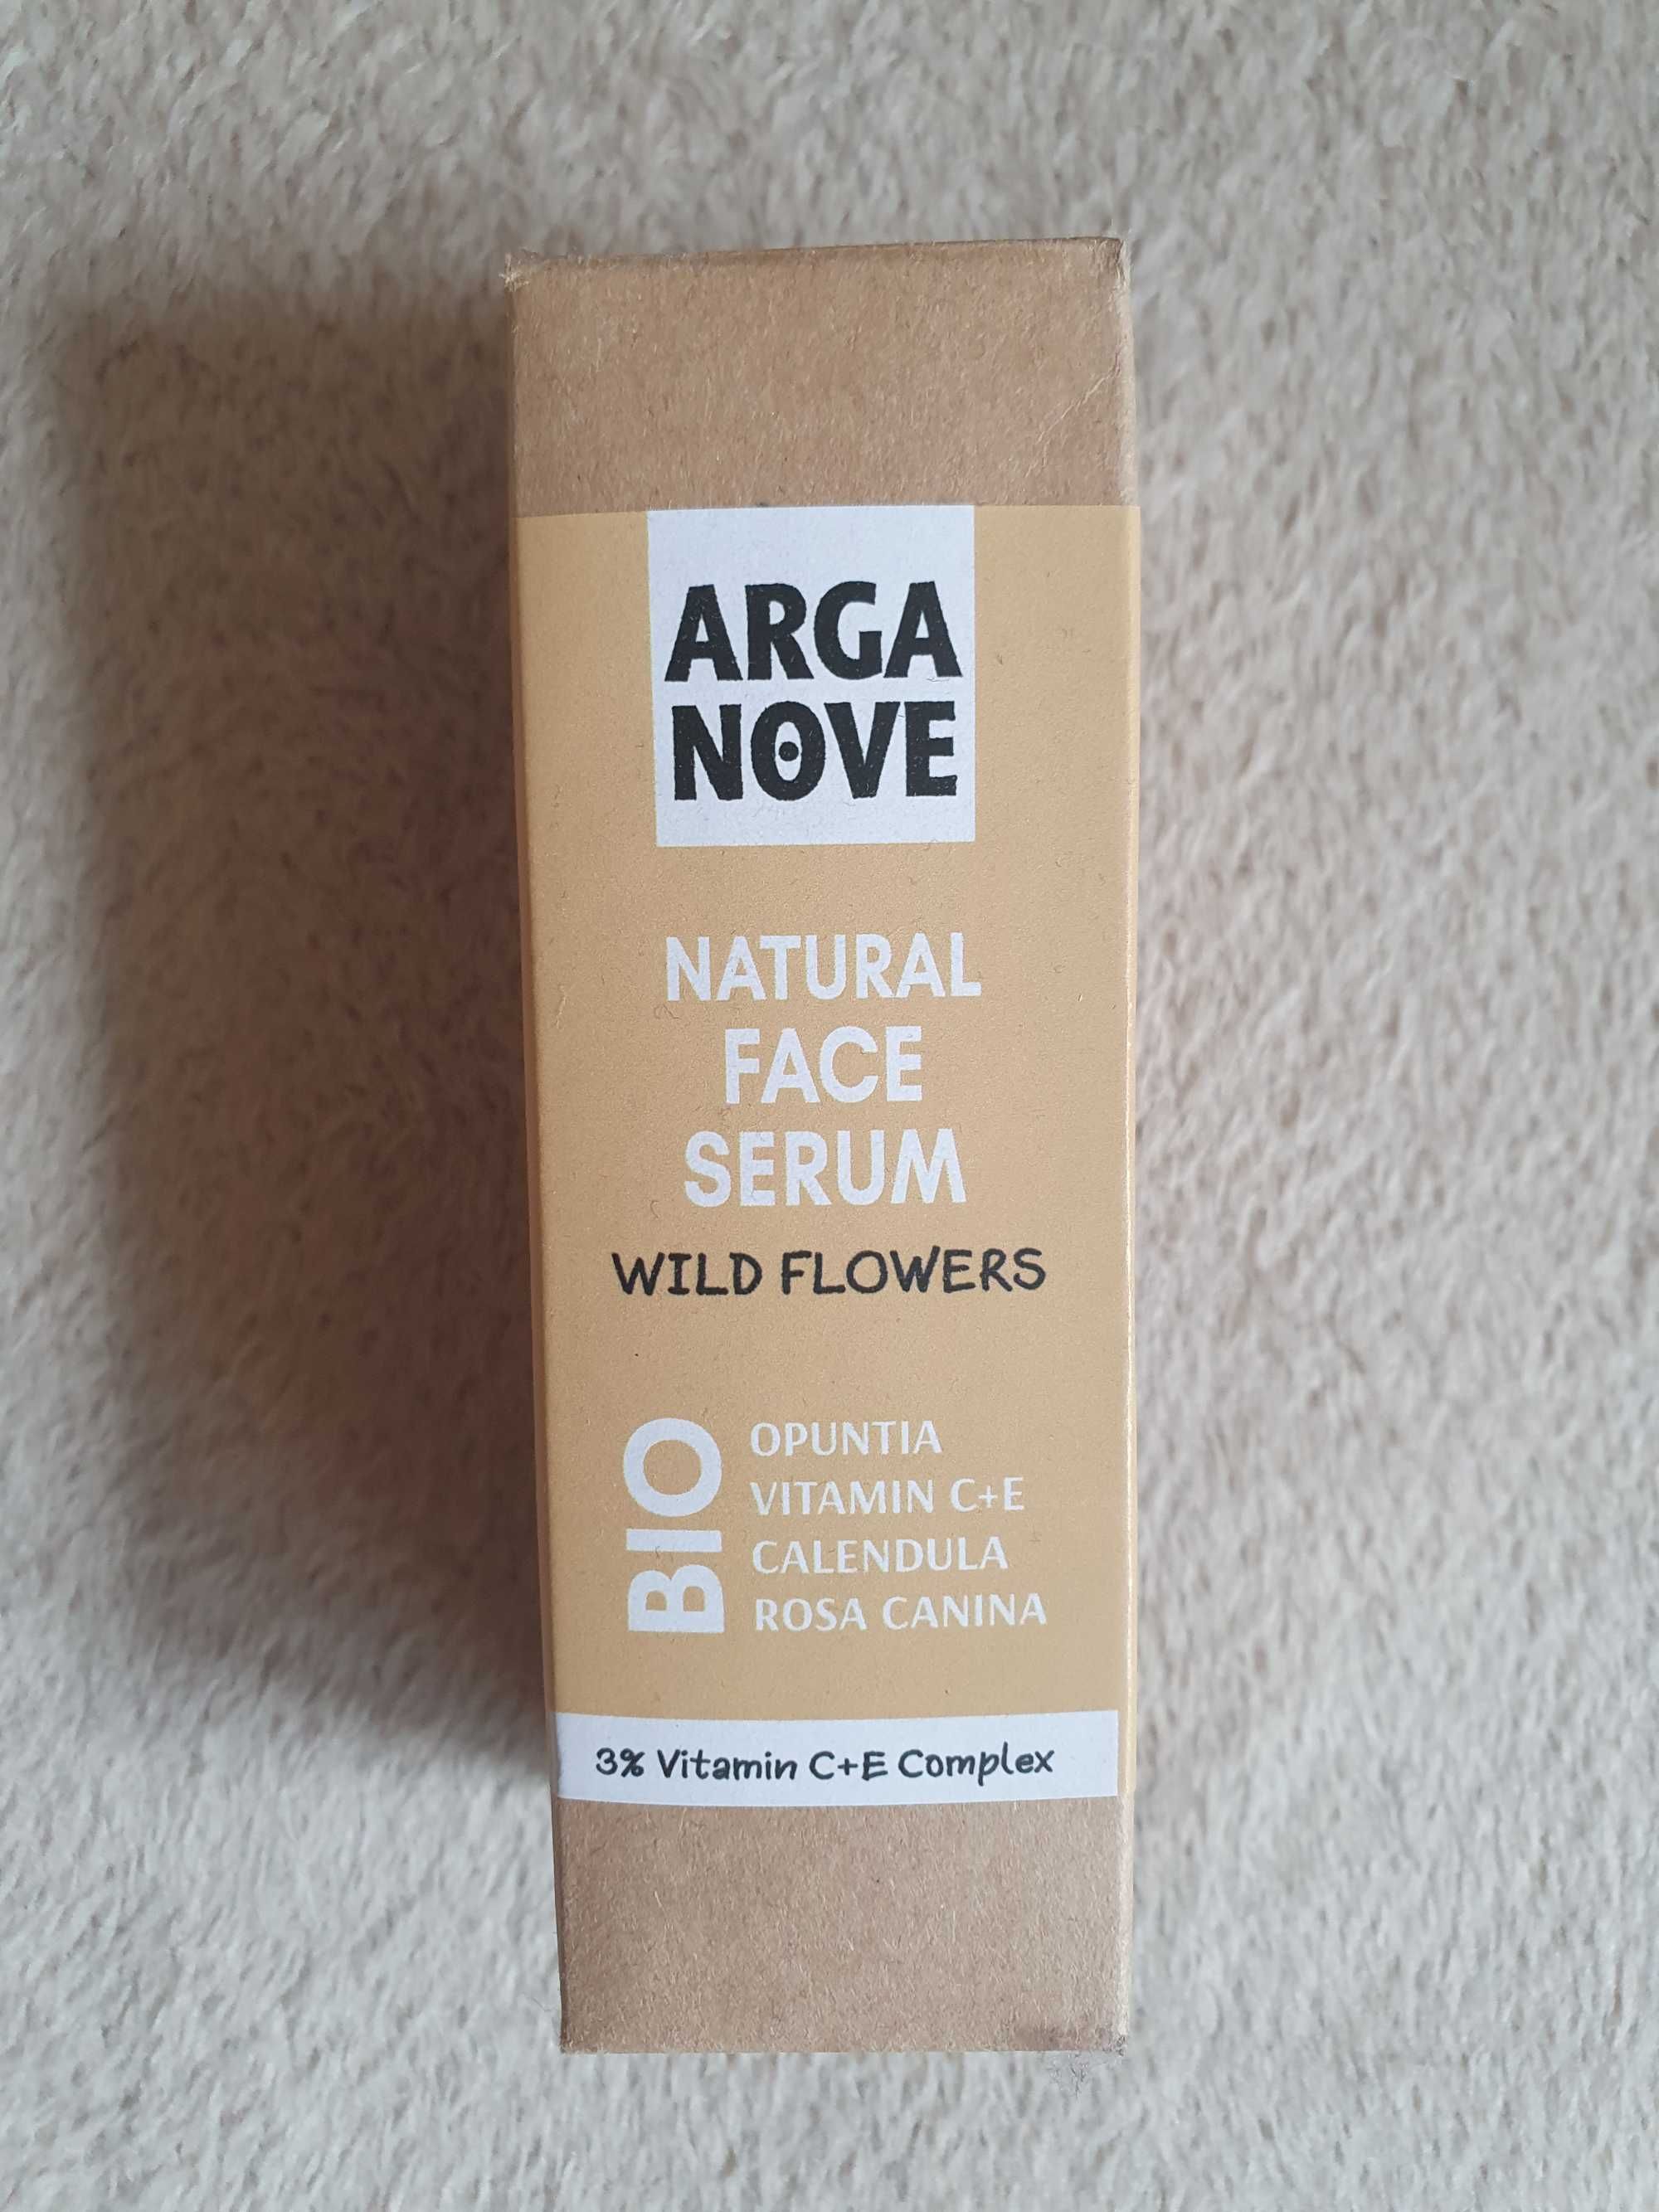 ARGA
NOVE
NATURAL
FACE
SERUM
WILD FLOWERS
BIO
OPUNTIA
VITAMIN C+E
CALENDULA
ROSA CANINA
3% Vitamin C+E Complex